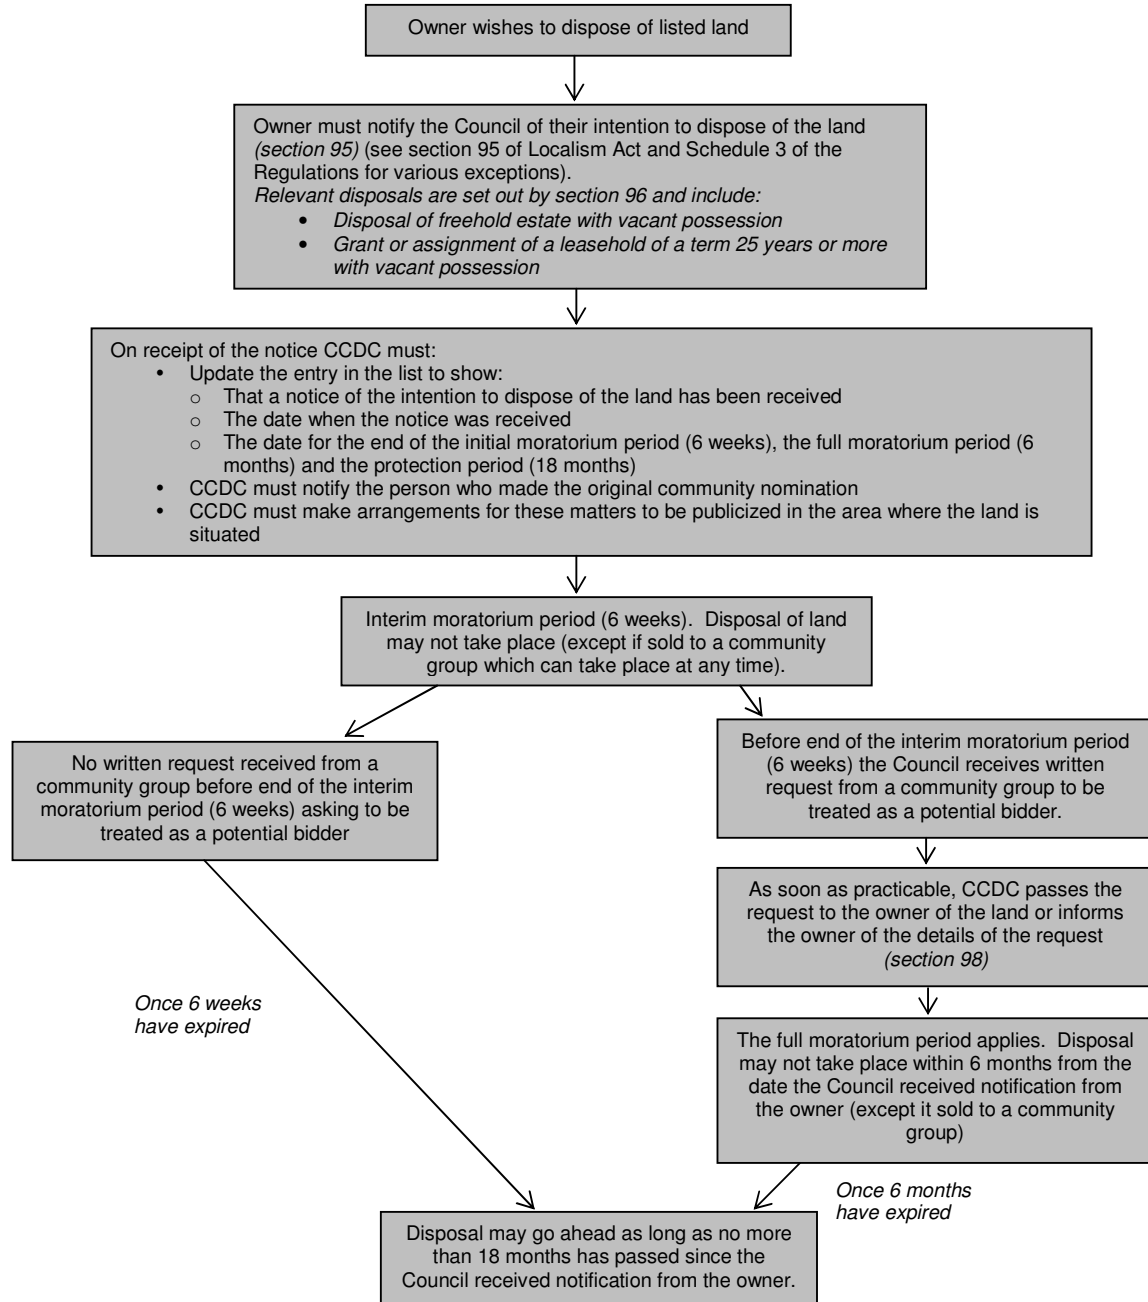 Owner wishes to dispose of listed land
Owner must notify the Council of their intention to dispose of the land
(section 95) (see section 95 of Localism Act and Schedule 3 of the
Regulations for various exceptions).
Relevant disposals are set out by section 96 and include:
• Disposal of freehold estate with vacant possession
• Grant or assignment of a leasehold of a term 25 years or more
with vacant possession
On receipt of the notice CCDC must:
• Update the entry in the list to show:
o That a notice of the intention to dispose of the land has been received
o The date when the notice was received
o The date for the end of the initial moratorium period (6 weeks), the full moratorium period (6
months) and the protection period (18 months)
• CCDC must notify the person who made the original community nomination
• CCDC must make arrangements for these matters to be publicized in the area where the land is
situated
Interim moratorium period (6 weeks). Disposal of land
may not take place (except if sold to a community
group which can take place at any time).
No written request received from a
community group before end of the interim
moratorium period (6 weeks) asking to be
treated as a potential bidder
Before end of the interim moratorium period
(6 weeks) the Council receives written
request from a community group to be
treated as a potential bidder.
As soon as practicable, CCDC passes the
request to the owner of the land or informs
the owner of the details of the request
(section 98)
Once 6 weeks
have expired
The full moratorium period applies. Disposal
may not take place within 6 months from the
date the Council received notification from
the owner (except it sold to a community
group)
Once 6 months
have expired
Disposal may go ahead as long as no more
than 18 months has passed since the
Council received notification from the owner.